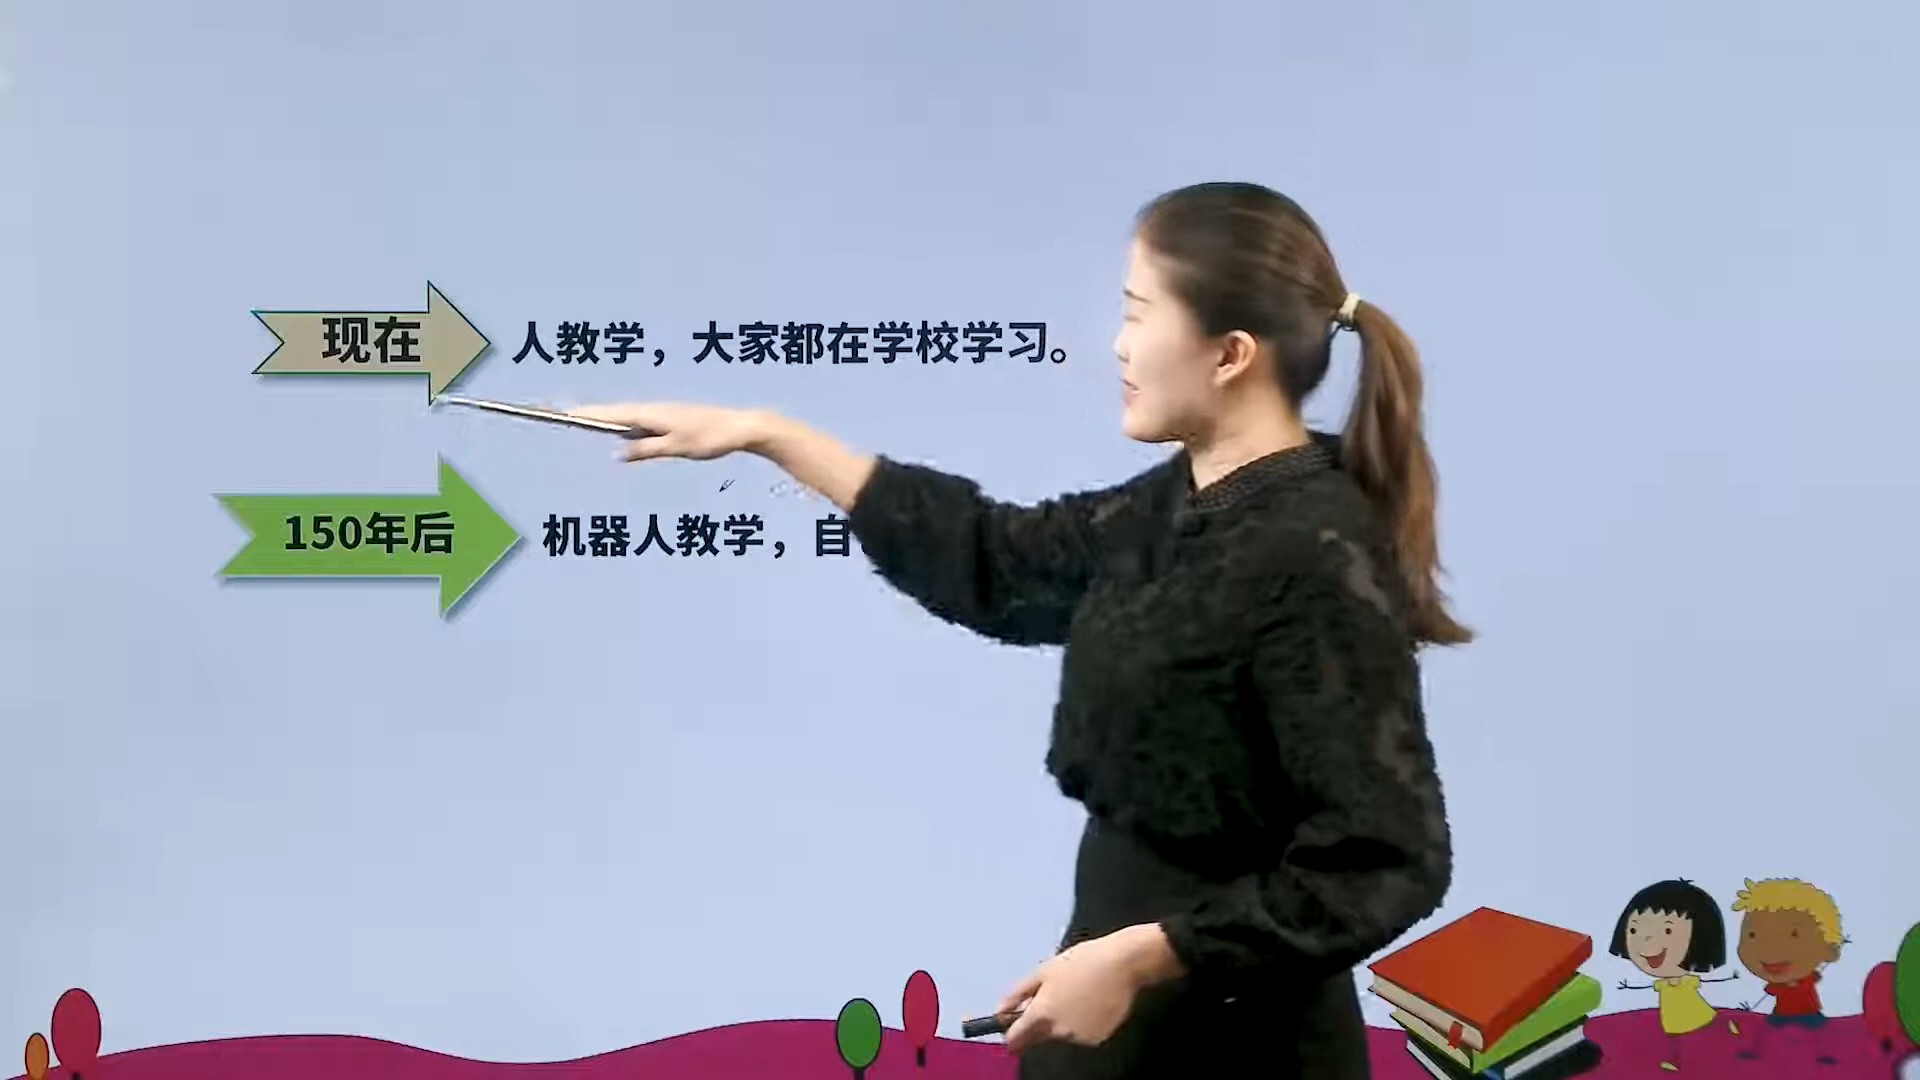 现在
人教学，大家都在学校学习。
150年后
机器人教学，自